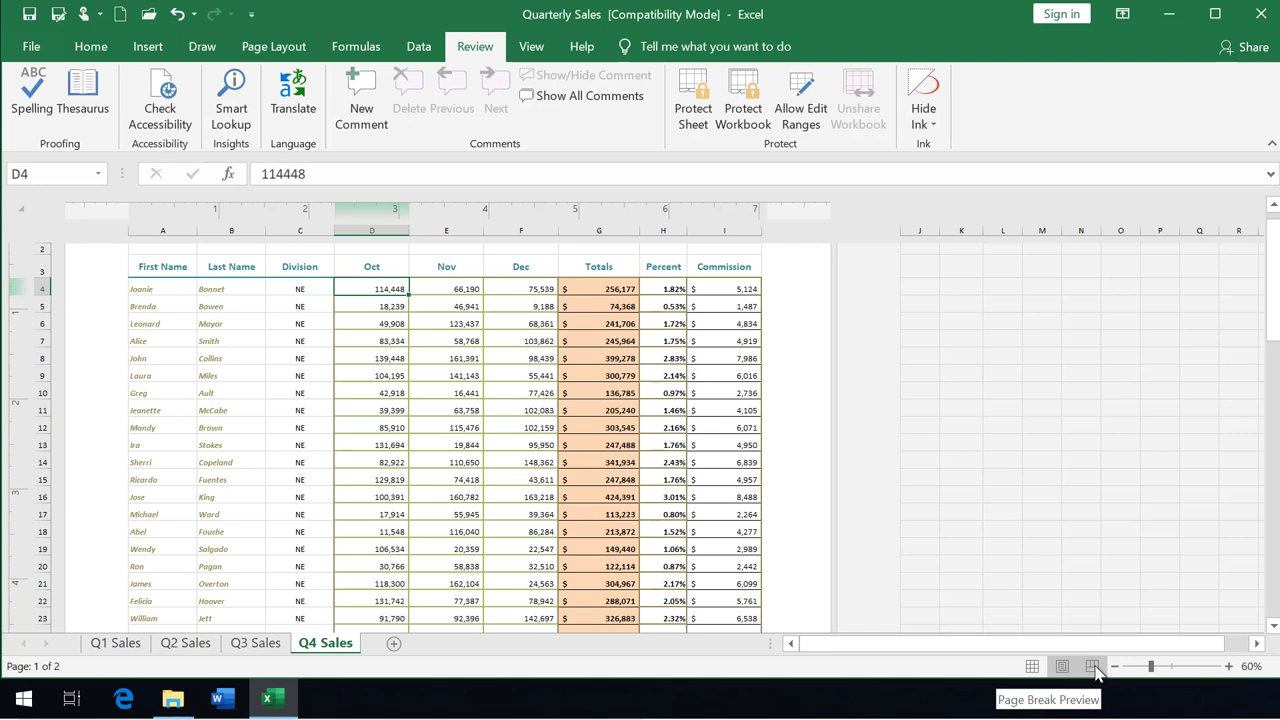 Quarterly Sales [Compatibility Mode] - Excel
Sign in
File Home Insert Draw Page Layout Formulas Data Review View Help Tell me what you want to do Share
ABC
Spelling Thesaurus
Check Accessibility
Smart Lookup
Translate
New Comment
Delete Previous Next
Show/Hide Comment
Show All Comments
Protect Sheet
Protect Workbook
Allow Edit Ranges
Unshare Workbook
Hide Ink
Proofing Accessibility Insights Language Comments Protect Ink
D4 fx 114448
1 2 3 4 5 6 7
A B C D E F G H I J K L M N O P Q R
2
3 First Name Last Name Division Oct Nov Dec Totals Percent Commission
4 Joanie Bonnet NE 114,448 66,190 75,539 $ 256,177 1.82% $ 5,124
5 Brenda Bowen NE 18,239 46,941 9,188 $ 74,368 0.53% $ 1,487
6 Leonard Mayor NE 49,908 123,437 68,361 $ 241,706 1.72% $ 4,834
7 Alice Smith NE 83,334 58,768 103,862 $ 245,964 1.75% $ 4,919
8 John Collins NE 139,448 161,391 98,439 $ 399,278 2.83% $ 7,986
9 Laura Miles NE 104,195 141,143 55,441 $ 300,779 2.14% $ 6,016
10 Greg Ault NE 42,918 16,441 77,426 $ 136,785 0.97% $ 2,736
11 Jeanette McCabe NE 39,399 63,758 102,083 $ 205,240 1.46% $ 4,105
12 Mandy Brown NE 85,910 115,476 102,159 $ 303,545 2.16% $ 6,071
13 Ira Stokes NE 131,694 19,844 95,950 $ 247,488 1.76% $ 4,950
14 Sherri Copeland NE 82,922 110,650 148,362 $ 341,934 2.43% $ 6,839
15 Ricardo Fuentes NE 129,819 74,418 43,611 $ 247,848 1.76% $ 4,957
16 Jose King NE 100,391 160,782 163,218 $ 424,391 3.01% $ 8,488
17 Michael Ward NE 17,914 55,945 39,364 $ 113,223 0.80% $ 2,264
18 Abel Fouche NE 11,548 116,040 86,284 $ 213,872 1.52% $ 4,277
19 Wendy Salgado NE 106,534 20,359 22,547 $ 149,440 1.06% $ 2,989
20 Ron Pagan NE 30,766 58,838 32,510 $ 122,114 0.87% $ 2,442
21 James Overton NE 118,300 162,104 24,563 $ 304,967 2.17% $ 6,099
22 Felicia Hoover NE 131,742 77,387 78,942 $ 288,071 2.05% $ 5,761
23 William Jett NE 91,790 92,396 142,697 $ 326,883 2.32% $ 6,538
1
2
3
4
Q1 Sales Q2 Sales Q3 Sales Q4 Sales
Page: 1 of 2 60%
Page Break Preview